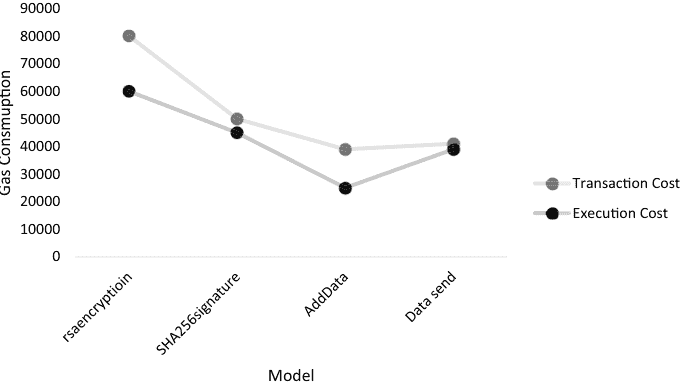 90000
80000
70000
60000
50000
40000
30000
20000
10000
0
Gas Consmuption
rsaencryptioin
SHA256signature
AddData
Data send
Model
Transaction Cost
Execution Cost